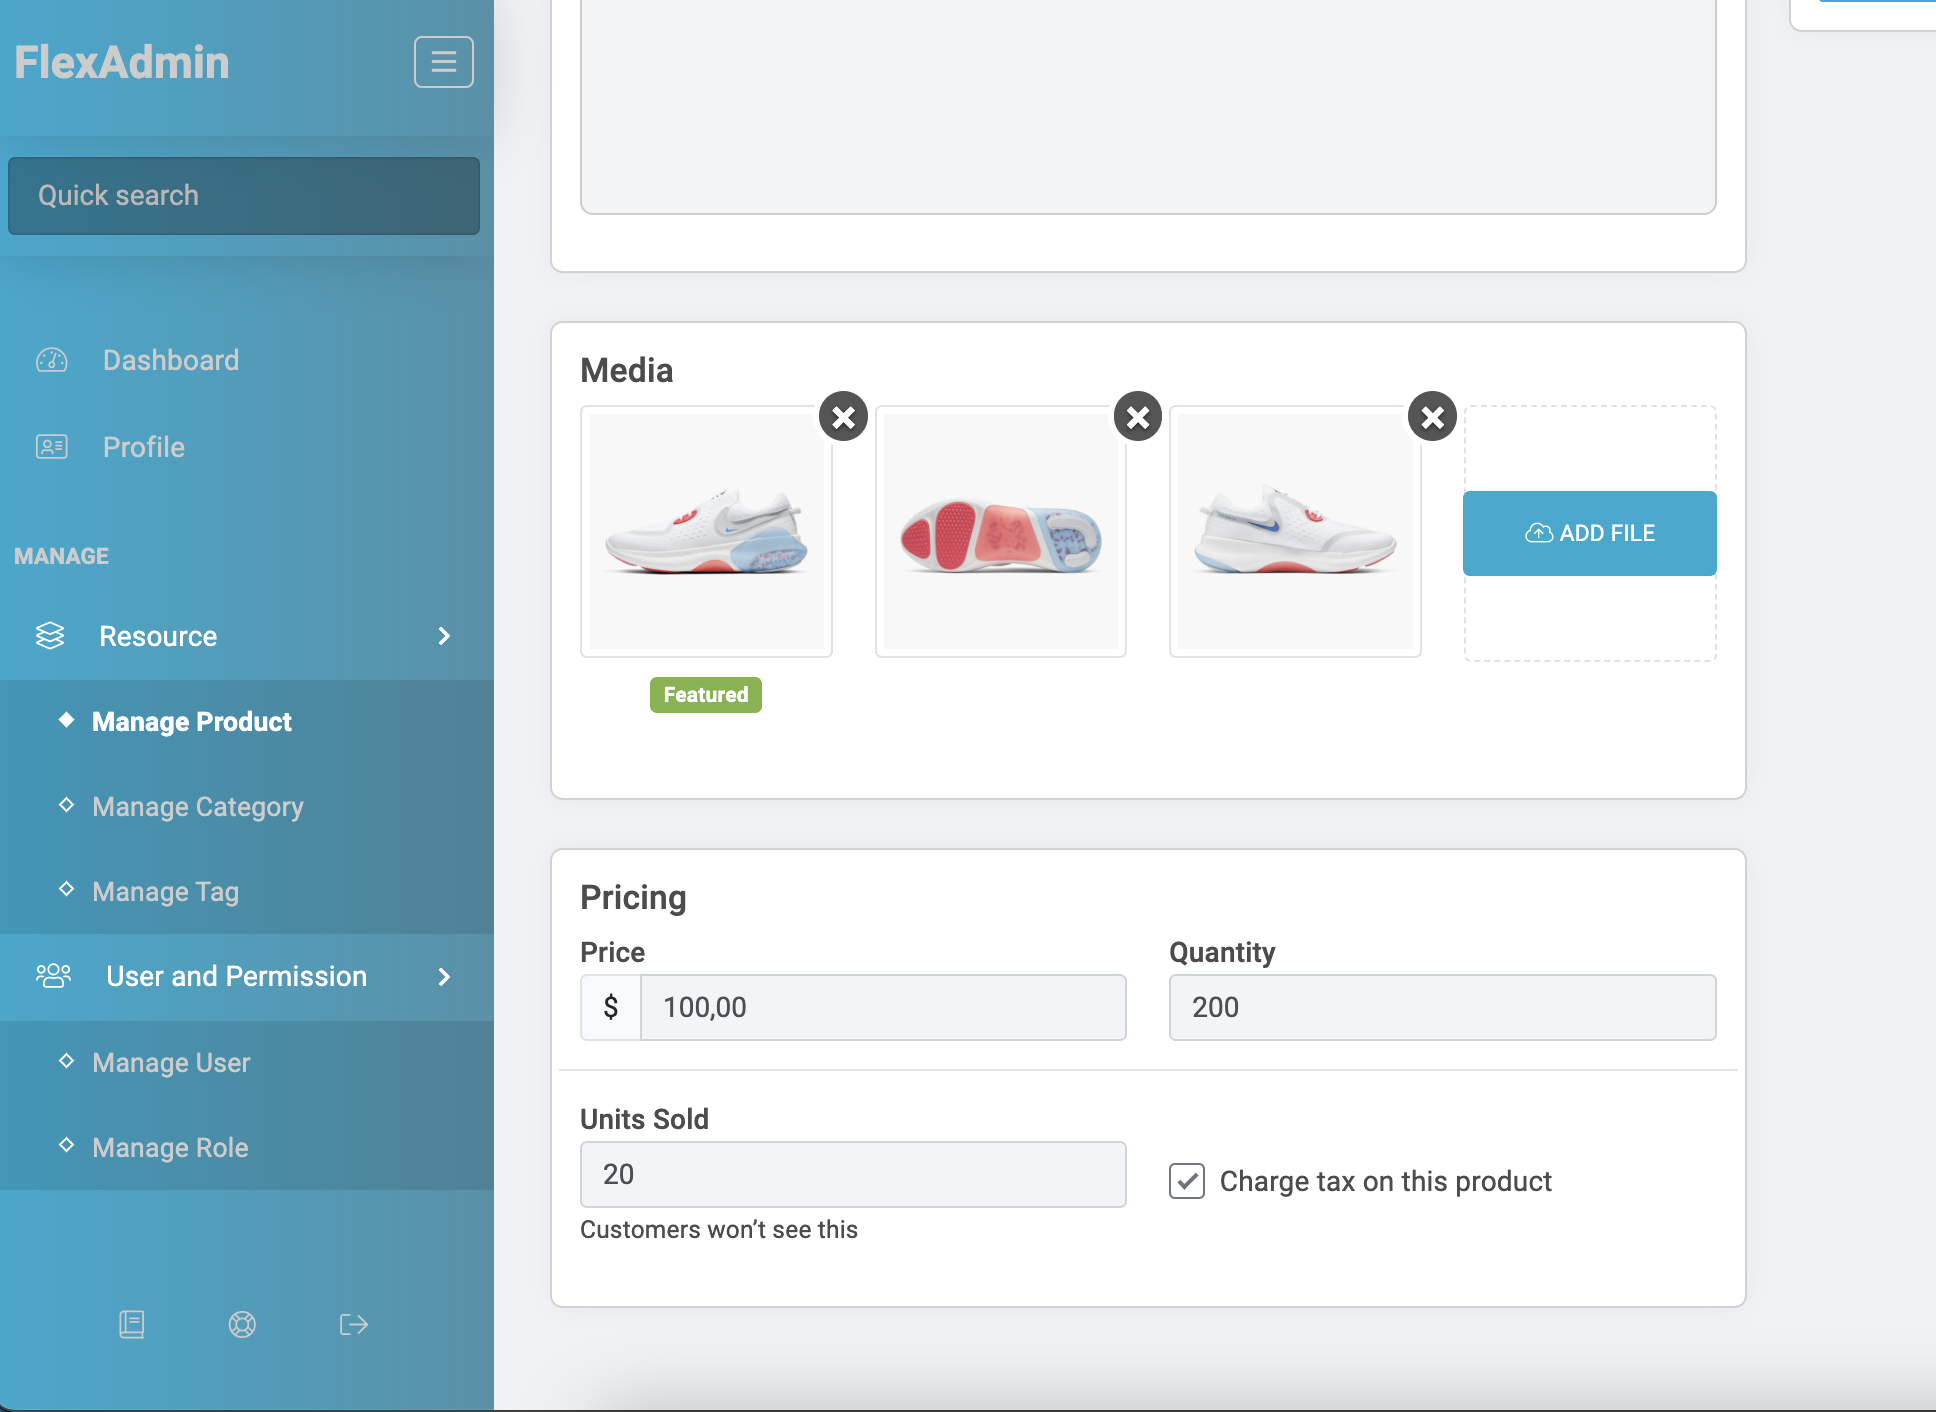 FlexAdmin
Quick search
Dashboard
Profile
MANAGE
Resource
Manage Product
Manage Category
Manage Tag
User and Permission
Manage User
Manage Role
Media
ADD FILE
Featured
Pricing
Price
Quantity
$ 100,00
200
Units Sold
20
Charge tax on this product
Customers won’t see this